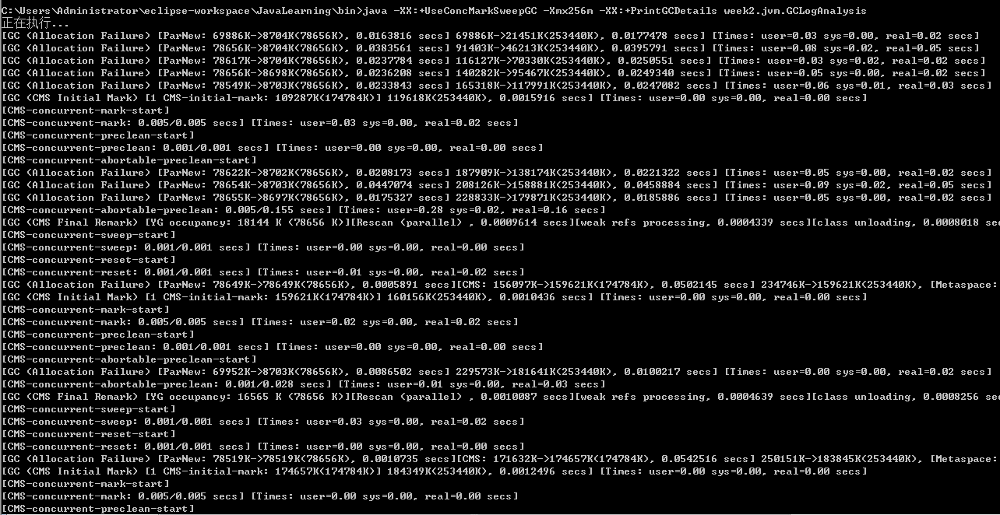 C:\Users\Administrator\eclipse-workspace\JavaLearning\bin>java -XX:+UseConcMarkSweepGC -Xmx256m -XX:+PrintGCDetails week2.jvm.GCLogAnalysis
正在执行...
[GC (Allocation Failure) [ParNew: 69886K->8704K(78656K), 0.0163816 secs] 69886K->21451K(253440K), 0.0177478 secs] [Times: user=0.03 sys=0.00, real=0.02 secs]
[GC (Allocation Failure) [ParNew: 78656K->8704K(78656K), 0.0383561 secs] 91403K->46213K(253440K), 0.0395791 secs] [Times: user=0.08 sys=0.02, real=0.05 secs]
[GC (Allocation Failure) [ParNew: 78617K->8704K(78656K), 0.0237784 secs] 116127K->70330K(253440K), 0.0250551 secs] [Times: user=0.03 sys=0.02, real=0.02 secs]
[GC (Allocation Failure) [ParNew: 78656K->8698K(78656K), 0.0236208 secs] 140282K->95467K(253440K), 0.0249340 secs] [Times: user=0.05 sys=0.00, real=0.02 secs]
[GC (Allocation Failure) [ParNew: 78549K->8703K(78656K), 0.0233843 secs] 165318K->117991K(253440K), 0.0247082 secs] [Times: user=0.06 sys=0.01, real=0.03 secs]
[GC (CMS Initial Mark) [1 CMS-initial-mark: 109287K(174784K)] 119618K(253440K), 0.0015916 secs] [Times: user=0.00 sys=0.00, real=0.00 secs]
[CMS-concurrent-mark-start]
[CMS-concurrent-mark: 0.005/0.005 secs] [Times: user=0.03 sys=0.00, real=0.02 secs]
[CMS-concurrent-preclean-start]
[CMS-concurrent-preclean: 0.001/0.001 secs] [Times: user=0.00 sys=0.00, real=0.00 secs]
[CMS-concurrent-abortable-preclean-start]
[GC (Allocation Failure) [ParNew: 78622K->8702K(78656K), 0.0208173 secs] 187909K->138174K(253440K), 0.0221322 secs] [Times: user=0.05 sys=0.00, real=0.02 secs]
[GC (Allocation Failure) [ParNew: 78654K->8703K(78656K), 0.0447074 secs] 208126K->158881K(253440K), 0.0458884 secs] [Times: user=0.09 sys=0.02, real=0.05 secs]
[GC (Allocation Failure) [ParNew: 78655K->8697K(78656K), 0.0175327 secs] 228833K->179871K(253440K), 0.0185886 secs] [Times: user=0.05 sys=0.00, real=0.02 secs]
[CMS-concurrent-abortable-preclean: 0.005/0.155 secs] [Times: user=0.28 sys=0.02, real=0.16 secs]
[GC (CMS Final Remark) [YG occupancy: 18144 K (78656 K)][Rescan (parallel) , 0.0009614 secs][weak refs processing, 0.0004339 secs][class unloading, 0.0008018 se
[CMS-concurrent-sweep-start]
[CMS-concurrent-sweep: 0.001/0.001 secs] [Times: user=0.00 sys=0.00, real=0.00 secs]
[CMS-concurrent-reset-start]
[CMS-concurrent-reset: 0.001/0.001 secs] [Times: user=0.01 sys=0.00, real=0.02 secs]
[GC (Allocation Failure) [ParNew: 78649K->78649K(78656K), 0.0005891 secs][CMS: 156097K->159621K(174784K), 0.0502145 secs] 234746K->159621K(253440K), [Metaspace:
[GC (CMS Initial Mark) [1 CMS-initial-mark: 159621K(174784K)] 160156K(253440K), 0.0010436 secs] [Times: user=0.00 sys=0.00, real=0.00 secs]
[CMS-concurrent-mark-start]
[CMS-concurrent-mark: 0.005/0.005 secs] [Times: user=0.02 sys=0.00, real=0.02 secs]
[CMS-concurrent-preclean-start]
[CMS-concurrent-preclean: 0.001/0.001 secs] [Times: user=0.00 sys=0.00, real=0.00 secs]
[CMS-concurrent-abortable-preclean-start]
[GC (Allocation Failure) [ParNew: 69952K->8703K(78656K), 0.0086502 secs] 229573K->181641K(253440K), 0.0100217 secs] [Times: user=0.00 sys=0.00, real=0.02 secs]
[CMS-concurrent-abortable-preclean: 0.001/0.028 secs] [Times: user=0.01 sys=0.00, real=0.03 secs]
[GC (CMS Final Remark) [YG occupancy: 16565 K (78656 K)][Rescan (parallel) , 0.0010087 secs][weak refs processing, 0.0004639 secs][class unloading, 0.0008256 se
[CMS-concurrent-sweep-start]
[CMS-concurrent-sweep: 0.001/0.001 secs] [Times: user=0.03 sys=0.00, real=0.02 secs]
[CMS-concurrent-reset-start]
[CMS-concurrent-reset: 0.001/0.001 secs] [Times: user=0.00 sys=0.00, real=0.00 secs]
[GC (Allocation Failure) [ParNew: 78519K->78519K(78656K), 0.0010735 secs][CMS: 171632K->174657K(174784K), 0.0542516 secs] 250151K->183845K(253440K), [Metaspace:
[GC (CMS Initial Mark) [1 CMS-initial-mark: 174657K(174784K)] 184349K(253440K), 0.0012496 secs] [Times: user=0.00 sys=0.00, real=0.00 secs]
[CMS-concurrent-mark-start]
[CMS-concurrent-mark: 0.005/0.005 secs] [Times: user=0.00 sys=0.00, real=0.00 secs]
[CMS-concurrent-preclean-start]